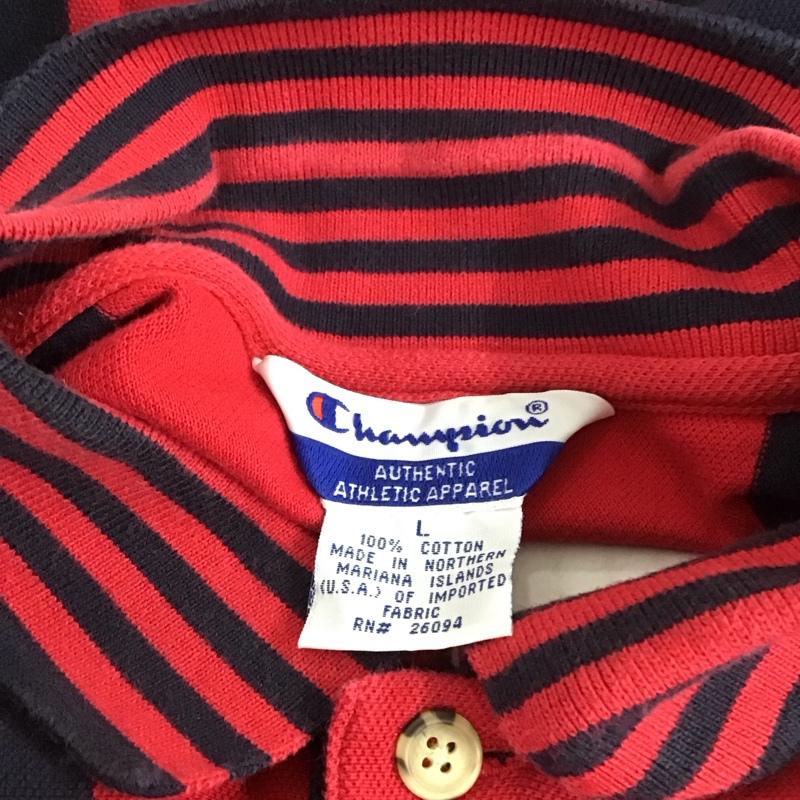 Champion®
AUTHENTIC
ATHLETIC APPAREL
L
100% COTTON
MADE IN NORTHERN
MARIANA ISLANDS
(U.S.A.) OF IMPORTED
FABRIC
RN# 26094